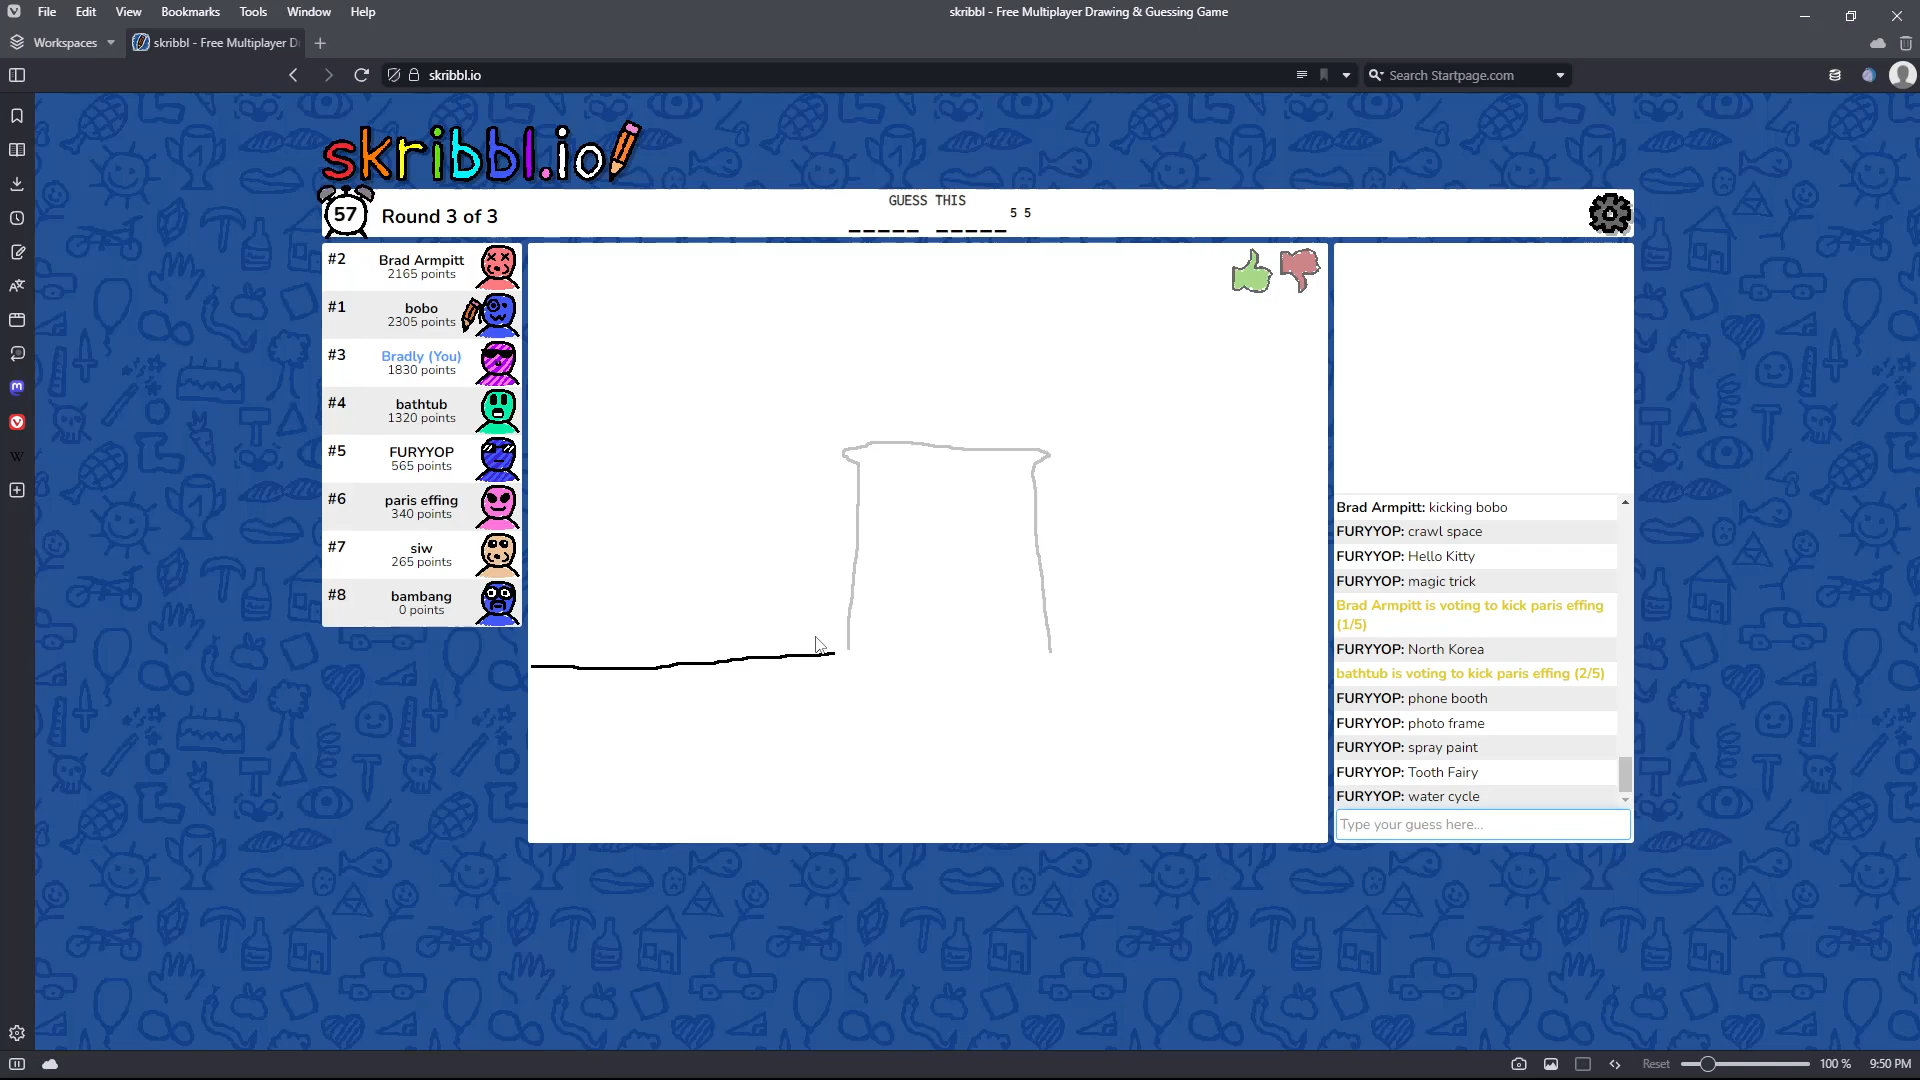 File Edit View Bookmarks Tools Window Help
skribbl - Free Multiplayer Drawing & Guessing Game
Workspaces
skribbl - Free Multiplayer D
skribbl.io
Search Startpage.com
skribbl.io
57
Round 3 of 3
GUESS THIS
_____ _____ 5 5
#2 Brad Armpitt
2165 points
#1 bobo
2305 points
#3 Bradly (You)
1830 points
#4 bathtub
1320 points
#5 FURYYOP
565 points
#6 paris effing
340 points
#7 siw
265 points
#8 bambang
0 points
Brad Armpitt: kicking bobo
FURYYOP: crawl space
FURYYOP: Hello Kitty
FURYYOP: magic trick
Brad Armpitt is voting to kick paris effing
(1/5)
FURYYOP: North Korea
bathtub is voting to kick paris effing (2/5)
FURYYOP: phone booth
FURYYOP: photo frame
FURYYOP: spray paint
FURYYOP: Tooth Fairy
FURYYOP: water cycle
Type your guess here...
Reset 100 % 9:50 PM